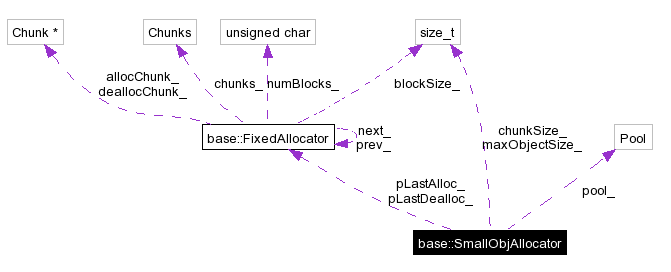 Chunk *
Chunks
unsigned char
size_t
allocChunk_
deallocChunk_
chunks_
numBlocks_
blockSize_
base::FixedAllocator
next_
prev_
chunkSize_
maxObjectSize_
Pool
pLastAlloc_
pLastDealloc_
pool_
base::SmallObjAllocator